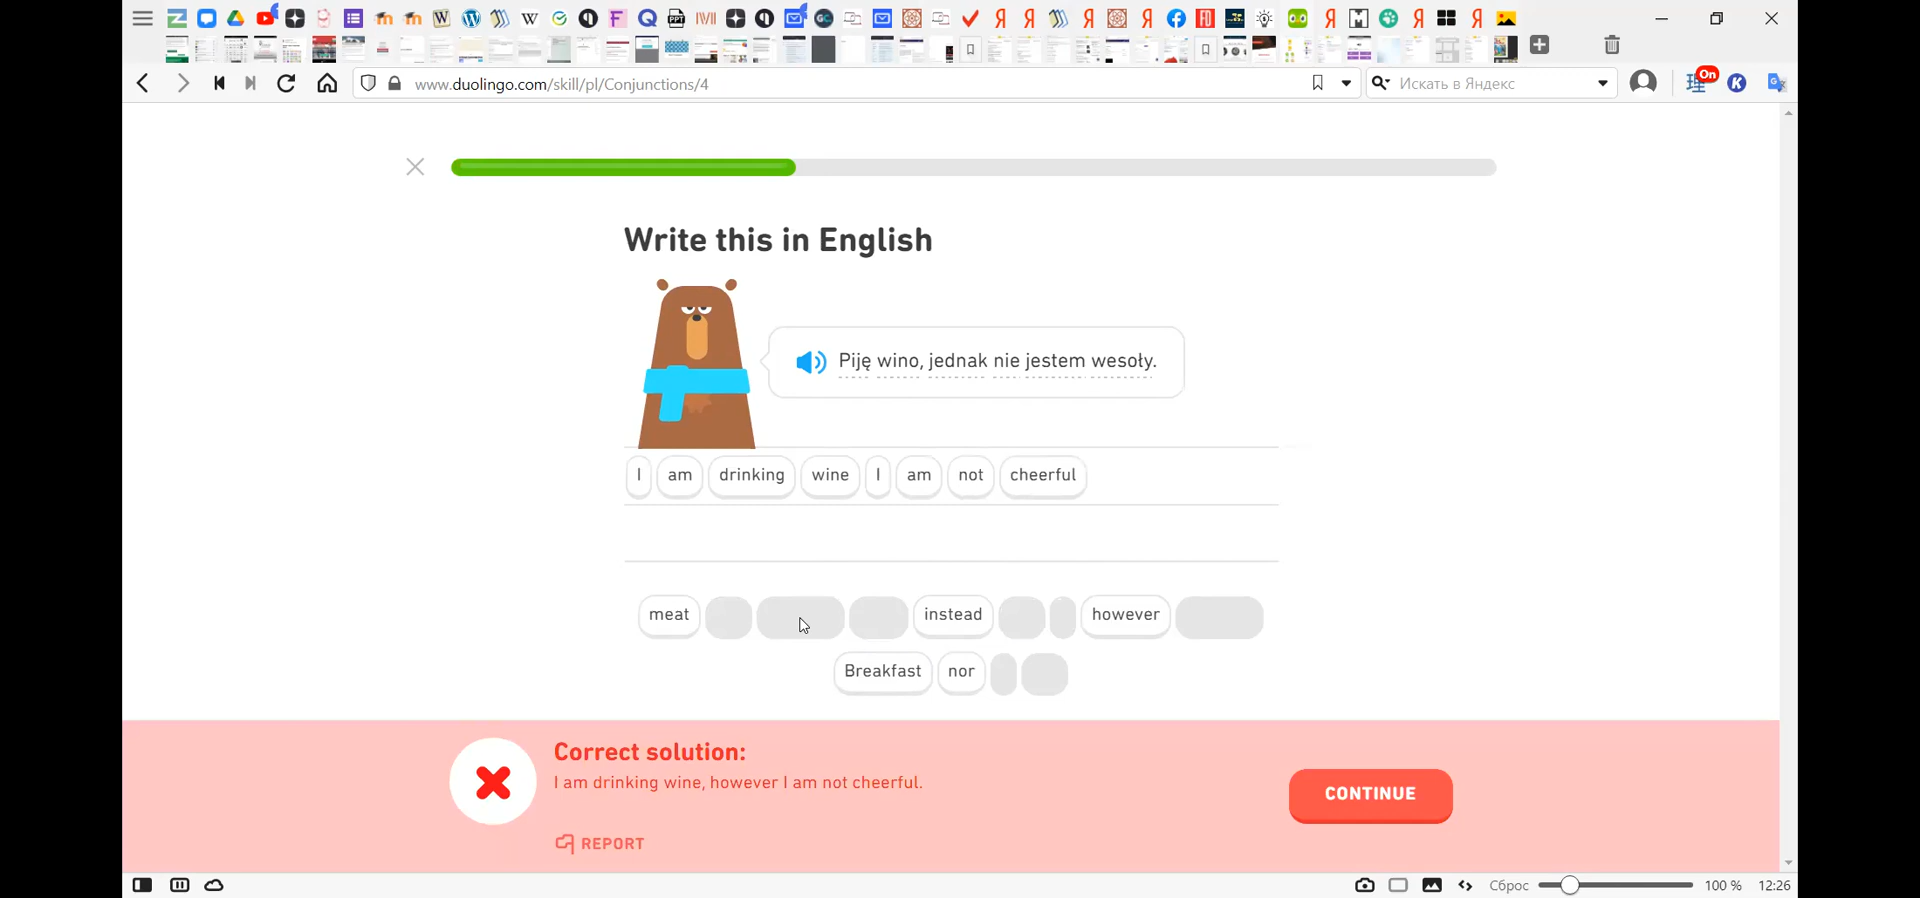 On
www.duolingo.com/skill/pl/Conjunctions/4
Искать в Яндекс
Write this in English
Piję wino, jednak nie jestem wesoły.
I am drinking wine I am not cheerful
meat instead however
Breakfast nor
Correct solution:
I am drinking wine, however I am not cheerful.
CONTINUE
REPORT
Сброс 100 % 12:26